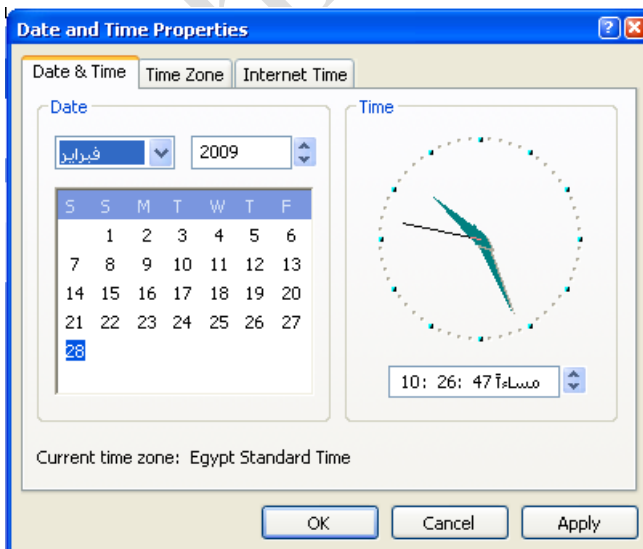 Date and Time Properties
Date & Time Time Zone Internet Time
Date Time
فبراير 2009
S S M T W T F
1 2 3 4 5 6
7 8 9 10 11 12 13
14 15 16 17 18 19 20
21 22 23 24 25 26 27
28
10: 26: 47 مساءً
Current time zone: Egypt Standard Time
OK Cancel Apply